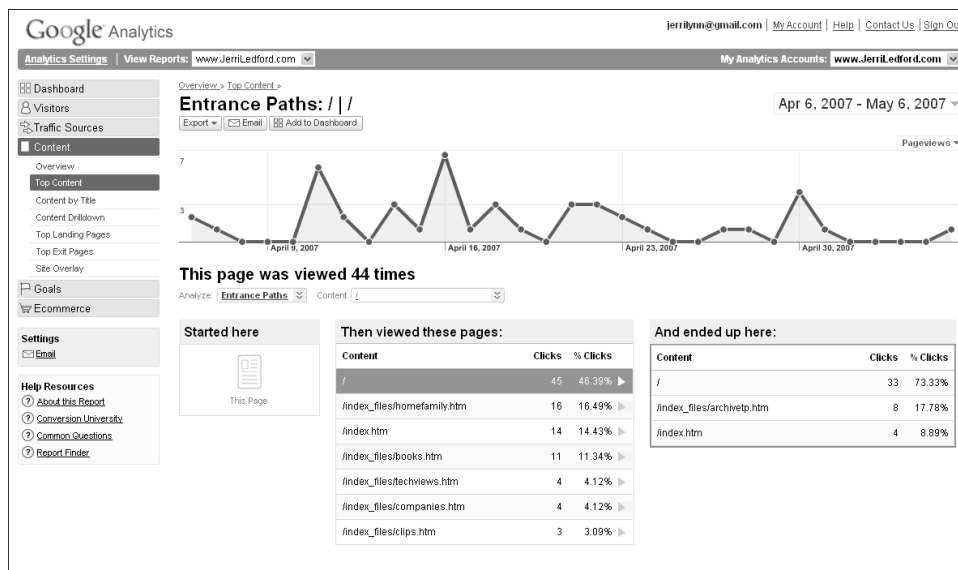 Google Analytics
jerrilynn@gmail.com | My Account | Help | Contact Us | Sign Ou
Analytics Settings | View Reports: www.JerriLedford.com
My Analytics Accounts: www.JerriLedford.com
Dashboard
Visitors
Traffic Sources
Content
Overview
Top Content
Content by Title
Content Drilldown
Top Landing Pages
Top Exit Pages
Site Overlay
Goals
Ecommerce
Settings
Email
Help Resources
About this Report
Conversion University
Common Questions
Report Finder
Overview » Top Content »
Entrance Paths: / | /
Apr 6, 2007 - May 6, 2007
Export Email Add to Dashboard
Pageviews
7
3
April 9, 2007 April 16, 2007 April 23, 2007 April 30, 2007
This page was viewed 44 times
Analyze: Entrance Paths Content /
Started here
This Page
Then viewed these pages:
Content Clicks % Clicks
/ 45 46.39%
/index_files/homefamily.htm 16 16.49%
/index.htm 14 14.43%
/index_files/books.htm 11 11.34%
/index_files/techviews.htm 4 4.12%
/index_files/companies.htm 4 4.12%
/index_files/clips.htm 3 3.09%
And ended up here:
Content Clicks % Clicks
/ 33 73.33%
/index_files/archivetp.htm 8 17.78%
/index.htm 4 8.89%